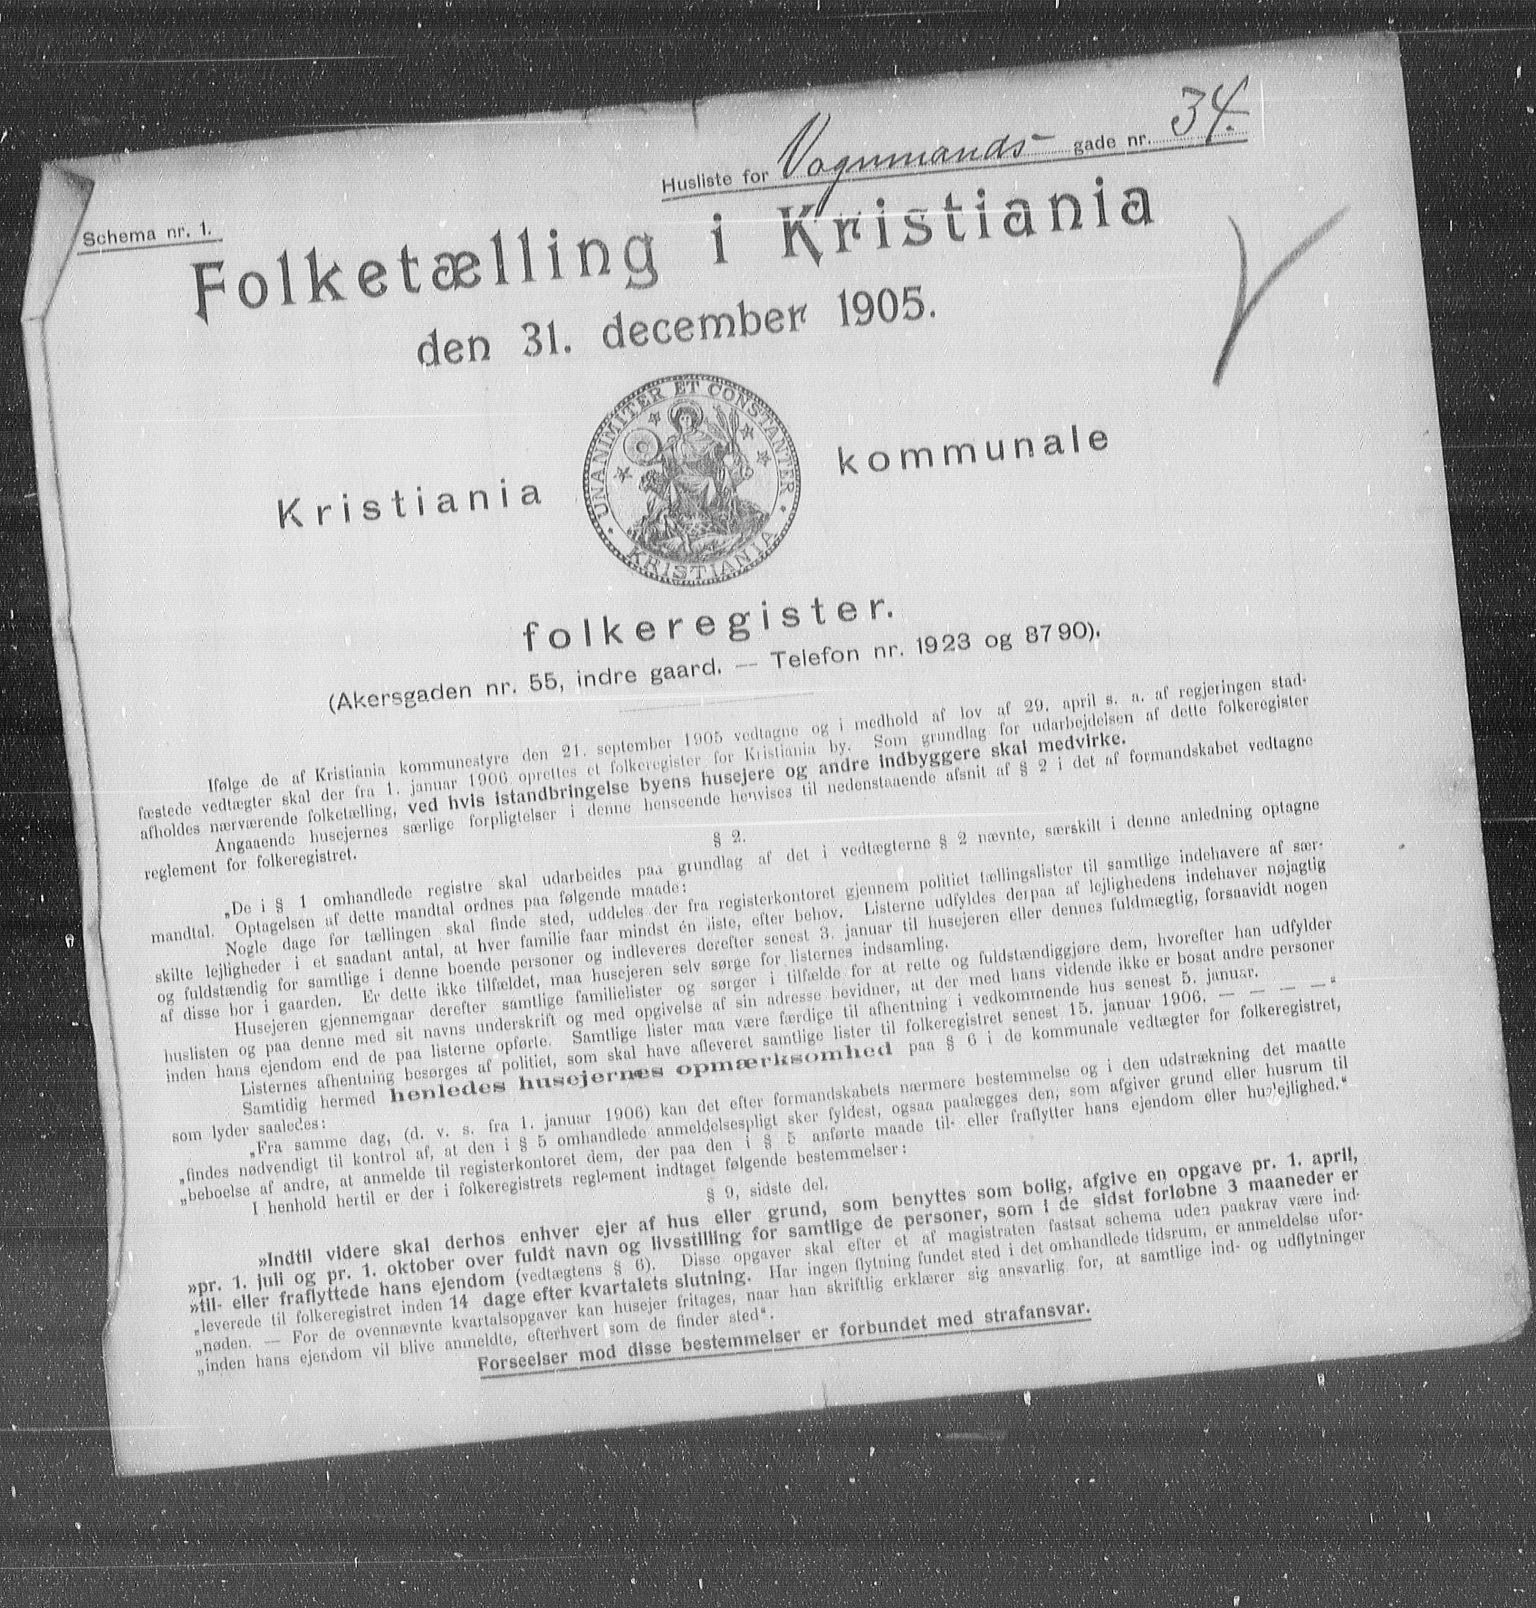 Husliste for Vognmands- gade nr. 34.
Schema nr. 1.
Folketælling i Kristiania
den 31. december 1905.
UNANIMITER ET CONSTANTER
KRISTIANIA
Kristiania kommunale
folkeregister.
(Akersgaden nr. 55, indre gaard. — Telefon nr. 1923 og 8790).
Ifølge de af Kristiania kommunestyre den 21. september 1905 vedtagne og i medhold af lov af 29. april s. a. af regjeringen stad-
fæstede vedtægter skal der fra 1. januar 1906 oprettes et folkeregister for Kristiania by. Som grundlag for udarbejdelsen af dette folkeregister
afholdes nærværende folketælling, ved hvis istandbringelse byens husejere og andre indbyggere skal medvirke.
Angaaende husejernes særlige forpligtelser i denne henseende henvises til nedenstaaende afsnit af § 2 i det af formandskabet vedtagne
reglement for folkeregistret.
§ 2.
„De i § 1 omhandlede registre skal udarbeides paa grundlag af det i vedtægterne § 2 nævnte, særskilt i denne anledning optagne
mandtal. Optagelsen af dette mandtal ordnes paa følgende maade:
Nogle dage før tællingen skal finde sted, uddeles der fra registerkontoret gjennem politiet tællingslister til samtlige indehavere af sær-
skilte lejligheder i et saadant antal, at hver familie faar mindst én liste, efter behov. Listerne udfyldes derpaa af lejlighedens indehaver nøjagtig
og fuldstændig for samtlige i denne boende personer og indleveres derefter senest 3. januar til husejeren eller dennes fuldmægtig, forsaavidt nogen
af disse bor i gaarden. Er dette ikke tilfældet, maa husejeren selv sørge for listernes indsamling.
Husejeren gjennemgaar derefter samtlige familielister og sørger i tilfælde for at rette og fuldstændiggjøre dem, hvorefter han udfylder
huslisten og paa denne med sit navns underskrift og med opgivelse af sin adresse bevidner, at der med hans vidende ikke er bosat andre personer
inden hans ejendom end de paa listerne opførte. Samtlige lister maa være færdige til afhentning i vedkommende hus senest 5. januar.
Listernes afhentning besørges af politiet, som skal have afleveret samtlige lister til folkeregistret senest 15. januar 1906. — — — —“
Samtidig hermed henledes husejernes opmærksomhed paa § 6 i de kommunale vedtægter for folkeregistret,
som lyder saaledes:
„Fra samme dag, (d. v. s. fra 1. januar 1906) kan det efter formandskabets nærmere bestemmelse og i den udstrækning det maatte
„findes nødvendigt til kontrol af, at den i § 5 omhandlede anmeldelsespligt sker fyldest, ogsaa paalægges den, som afgiver grund eller husrum til
„beboelse af andre, at anmelde til registerkontoret dem, der paa den i § 5 anførte maade til- eller fraflytter hans ejendom eller huslejlighed.“
I henhold hertil er der i folkeregistrets reglement indtaget følgende bestemmelser:
§ 9, sidste del.
»Indtil videre skal derhos enhver ejer af hus eller grund, som benyttes som bolig, afgive en opgave pr. 1. april,
»pr. 1. juli og pr. 1. oktober over fuldt navn og livsstilling for samtlige de personer, som i de sidst forløbne 3 maaneder er
»til- eller fraflyttede hans ejendom (vedtægtens § 6). Disse opgaver skal efter et af magistraten fastsat schema uden paakrav være ind-
„leverede til folkeregistret inden 14 dage efter kvartalets slutning. Har ingen flytning fundet sted i det omhandlede tidsrum, er anmeldelse ufor-
„nøden. — For de ovennævnte kvartalsopgaver kan husejer fritages, naar han skriftlig erklærer sig ansvarlig for, at samtlige ind- og udflytninger
„inden hans ejendom vil blive anmeldte, efterhvert som de finder sted“.
Forseelser mod disse bestemmelser er forbundet med strafansvar.